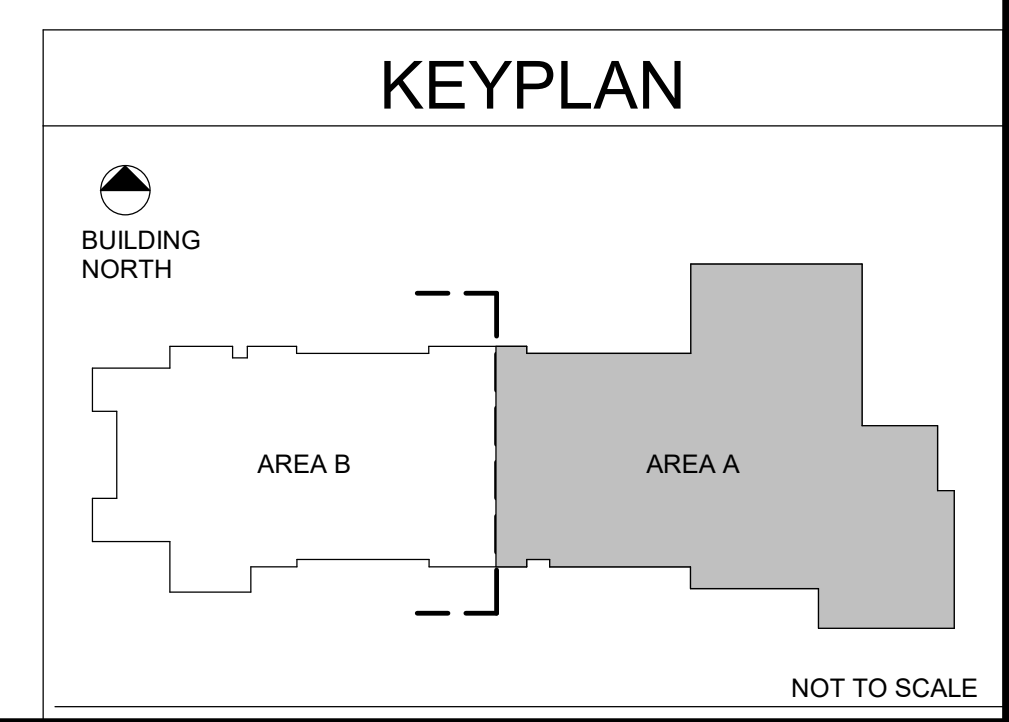 KEYPLAN
BUILDING
NORTH
AREA B
AREA A
NOT TO SCALE